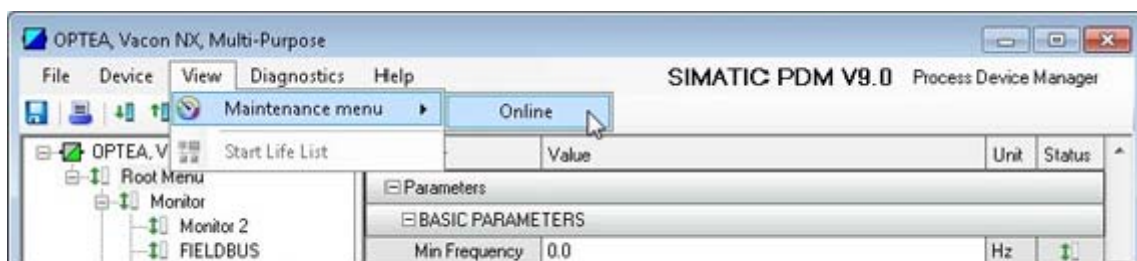 OPTEA, Vacon NX, Multi-Purpose
File Device View Diagnostics Help SIMATIC PDM V9.0 Process Device Manager
Maintenance menu Online
OPTEA, V Start Life List Value Unit Status
Root Menu Parameters
Monitor
Monitor 2 BASIC PARAMETERS
FIELDBUS Min Frequency 0.0 Hz